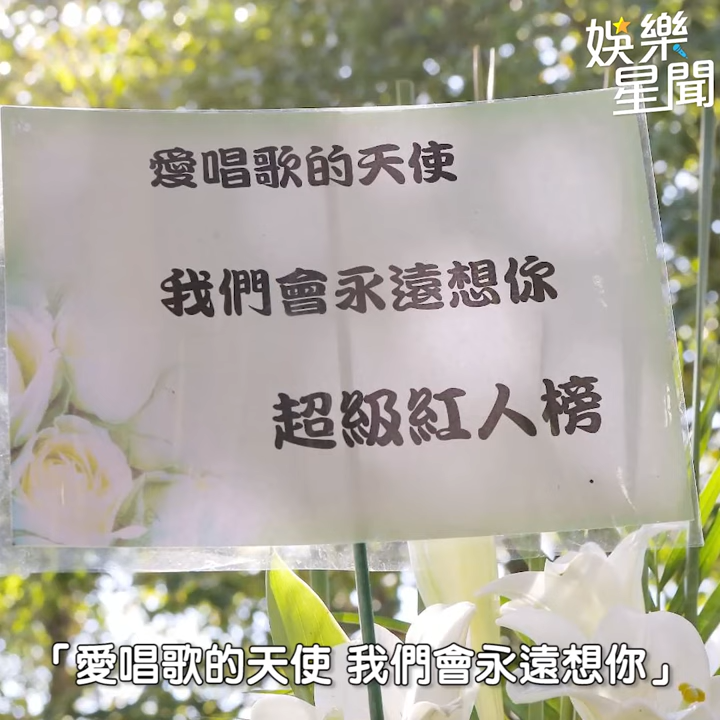 娛樂
星聞
愛唱歌的天使
我們會永遠想你
超級紅人榜
「愛唱歌的天使 我們會永遠想你」